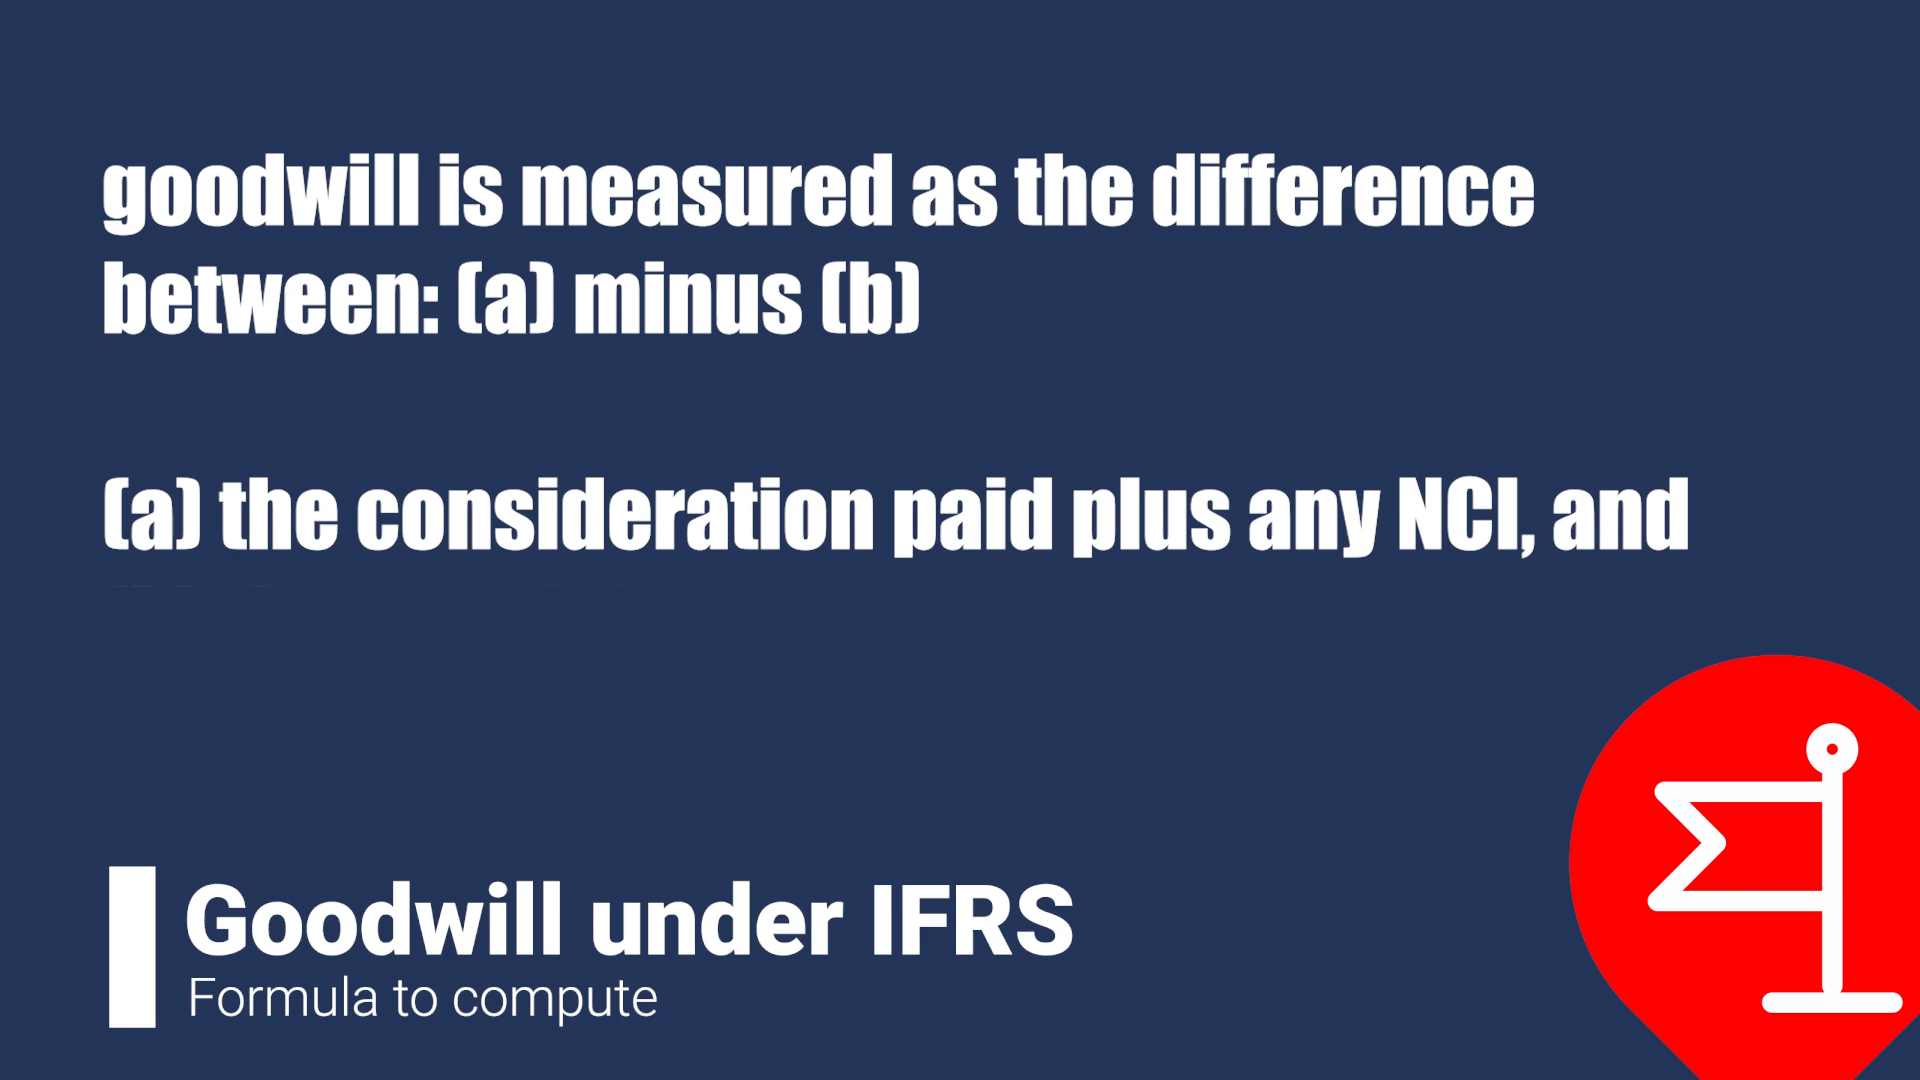 goodwill is measured as the difference
between: (a) minus (b)
(a) the consideration paid plus any NCI, and
Goodwill under IFRS
Formula to compute